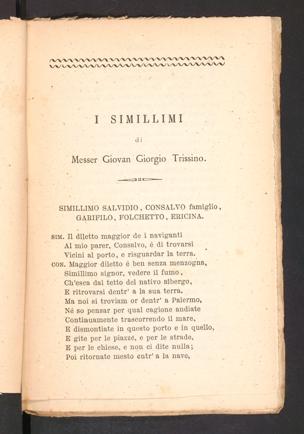 I SIMILLIMI
di
Messer Giovan Giorgio Trissino.
SIMILLIMO SALVIDIO, CONSALVO famiglio,
GARIFILO, FOLCHETTO, ERICINA.
SIM. Il diletto maggior de i naviganti
Al mio parer, Consalvo, é di trovarsi
Vicini al porto, e risguardar la terra.
CON. Maggior diletto é ben senza menzogna,
Simillimo signor, vedere il fumo,
Ch'esca dal tetto del nativo albergo,
E ritrovarsi dentr' a la sua terra.
Ma noi si troviam or dentr' a Palermo,
Né so pensar per qual cagione andiate
Continuamente trascorrendo il mare,
E dismontiate in questo porto e in quello,
E gite per le piazze, e per le strade,
E per le chiese, e non ci dite nulla;
Poi ritornate mesto entr' a la nave,